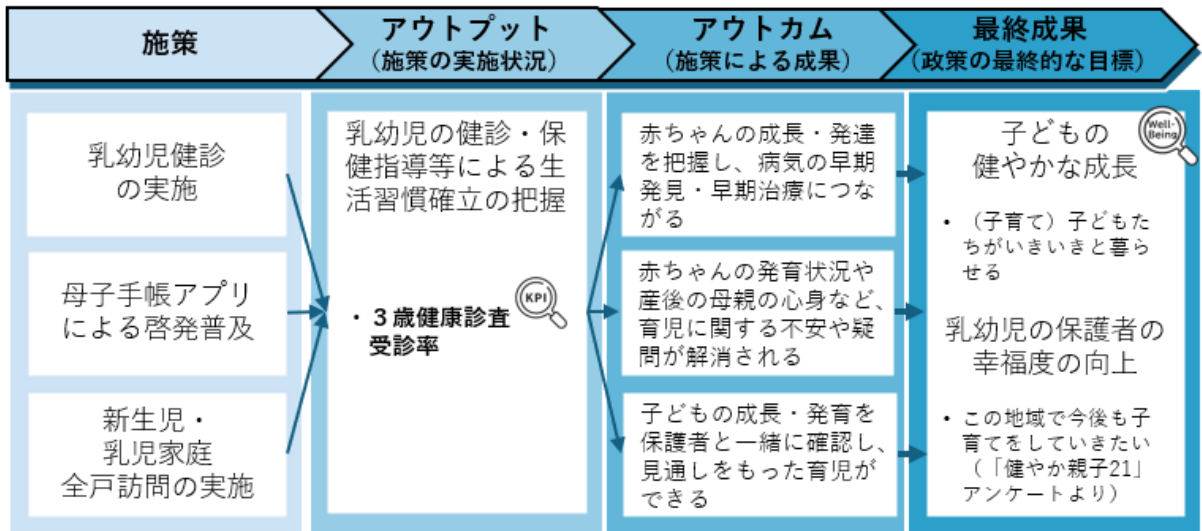 施策
アウトプット
(施策の実施状況)
アウトカム
(施策による成果)
最終成果
(政策の最終的な目標)
乳幼児健診
の実施
母子手帳アプリ
による啓発普及
新生児・
乳児家庭
全戸訪問の実施
乳幼児の健診・保
健指導等による生
活習慣確立の把握
KPI
・３歳健康診査
受診率
赤ちゃんの成長・発達
を把握し、病気の早期
発見・早期治療につな
がる
赤ちゃんの発育状況や
産後の母親の心身など、
育児に関する不安や疑
問が解消される
子どもの成長・発育を
保護者と一緒に確認し、
見通しをもった育児が
できる
Well-
Being
子どもの
健やかな成長
・（子育て）子どもた
ちがいきいきと暮ら
せる
乳幼児の保護者の
幸福度の向上
・この地域で今後も子
育てをしていきたい
（「健やか親子21」
アンケートより）